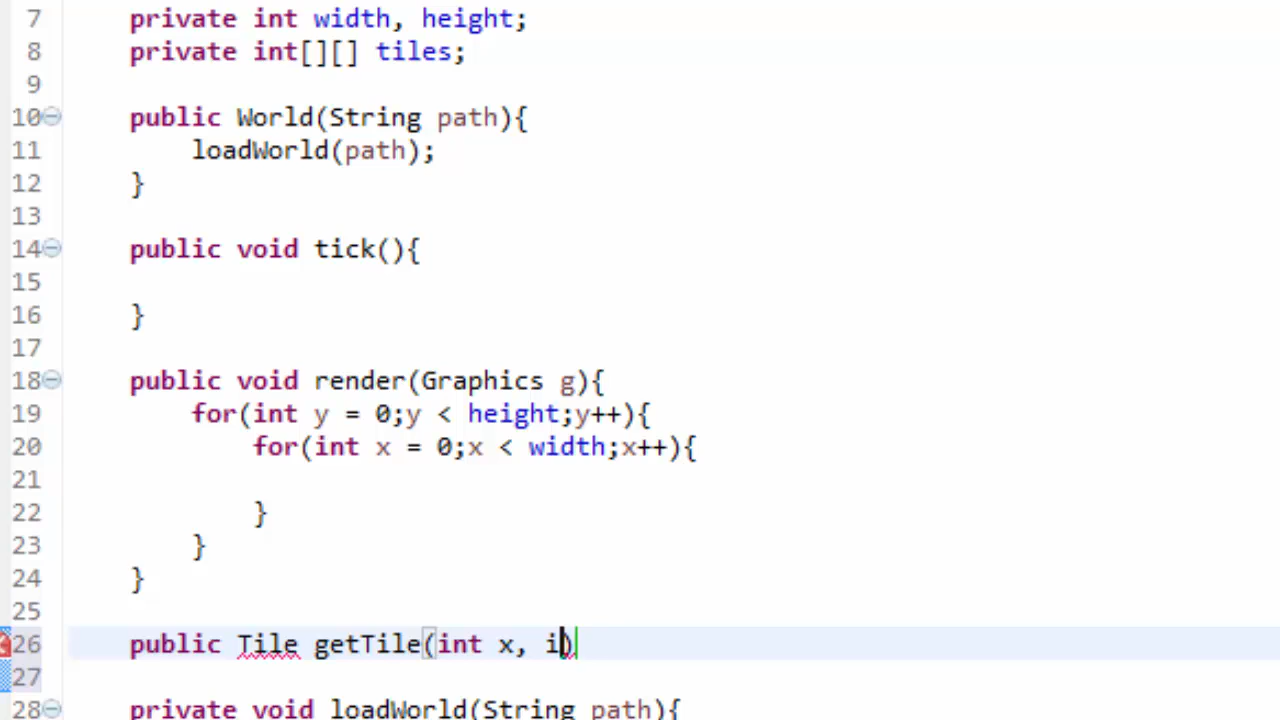 7 private int width, height;
8 private int[][] tiles;
9
10 public World(String path){
11 loadWorld(path);
12 }
13
14 public void tick(){
15
16 }
17
18 public void render(Graphics g){
19 for(int y = 0;y < height;y++){
20 for(int x = 0;x < width;x++){
21
22 }
23 }
24 }
25
26 public Tile getTile(int x, i)
27
28 private void loadWorld(String path){